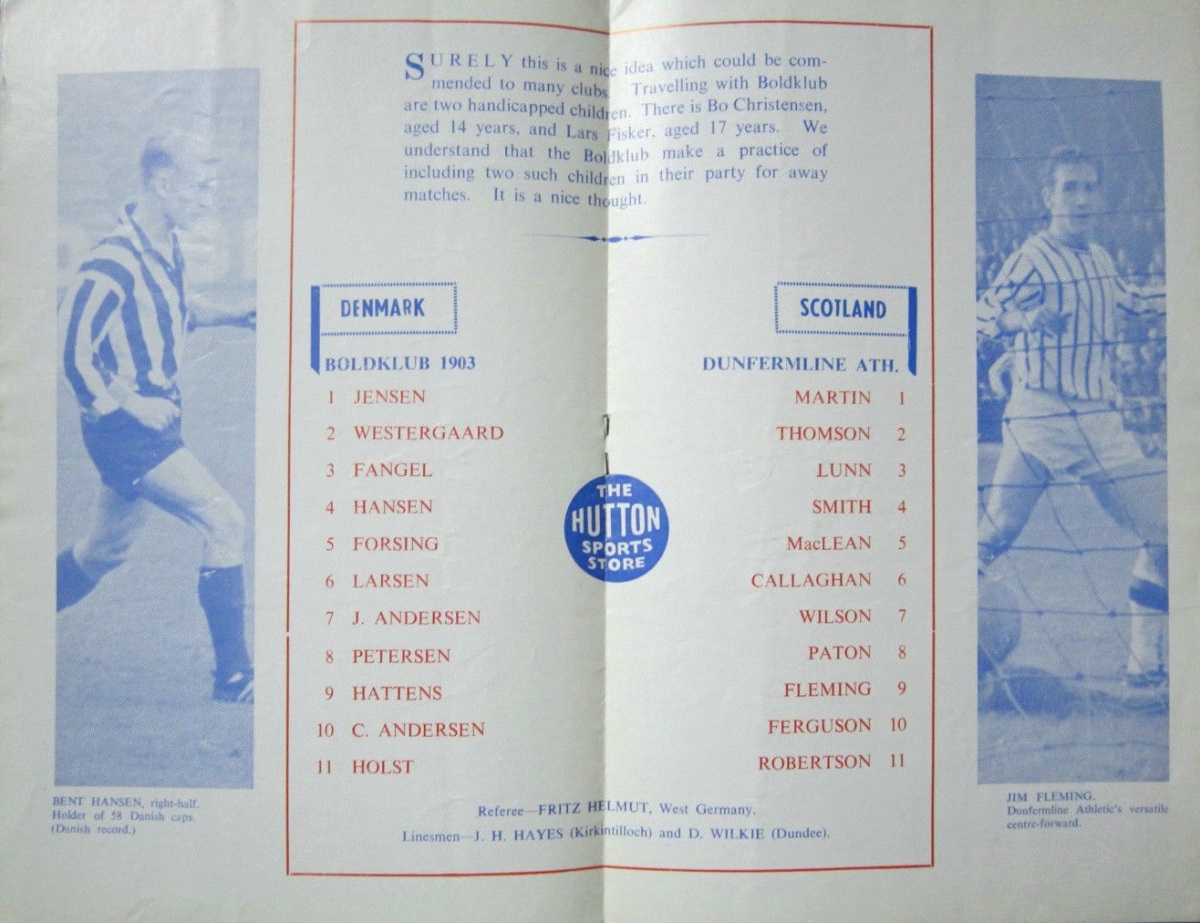 SURELY this is a nice idea which could be com-
mended to many clubs. Travelling with Boldklub
are two handicapped children. There is Bo Christensen,
aged 14 years, and Lars Fisker, aged 17 years. We
understand that the Boldklub make a practice of
including two such children in their party for away
matches. It is a nice thought.
DENMARK
BOLDKLUB 1903
1 JENSEN
2 WESTERGAARD
3 FANGEL
4 HANSEN
5 FORSING
6 LARSEN
7 J. ANDERSEN
8 PETERSEN
9 HATTENS
10 C. ANDERSEN
11 HOLST
SCOTLAND
DUNFERMLINE ATH.
MARTIN 1
THOMSON 2
LUNN 3
SMITH 4
MacLEAN 5
CALLAGHAN 6
WILSON 7
PATON 8
FLEMING 9
FERGUSON 10
ROBERTSON 11
THE
HUTTON
SPORTS
STORE
Referee—FRITZ HELMUT, West Germany.
Linesmen—J. H. HAYES (Kirkintilloch) and D. WILKIE (Dundee).
BENT HANSEN, right-half.
Holder of 58 Danish caps.
(Danish record.)
JIM FLEMING.
Dunfermline Athletic's versatile
centre-forward.